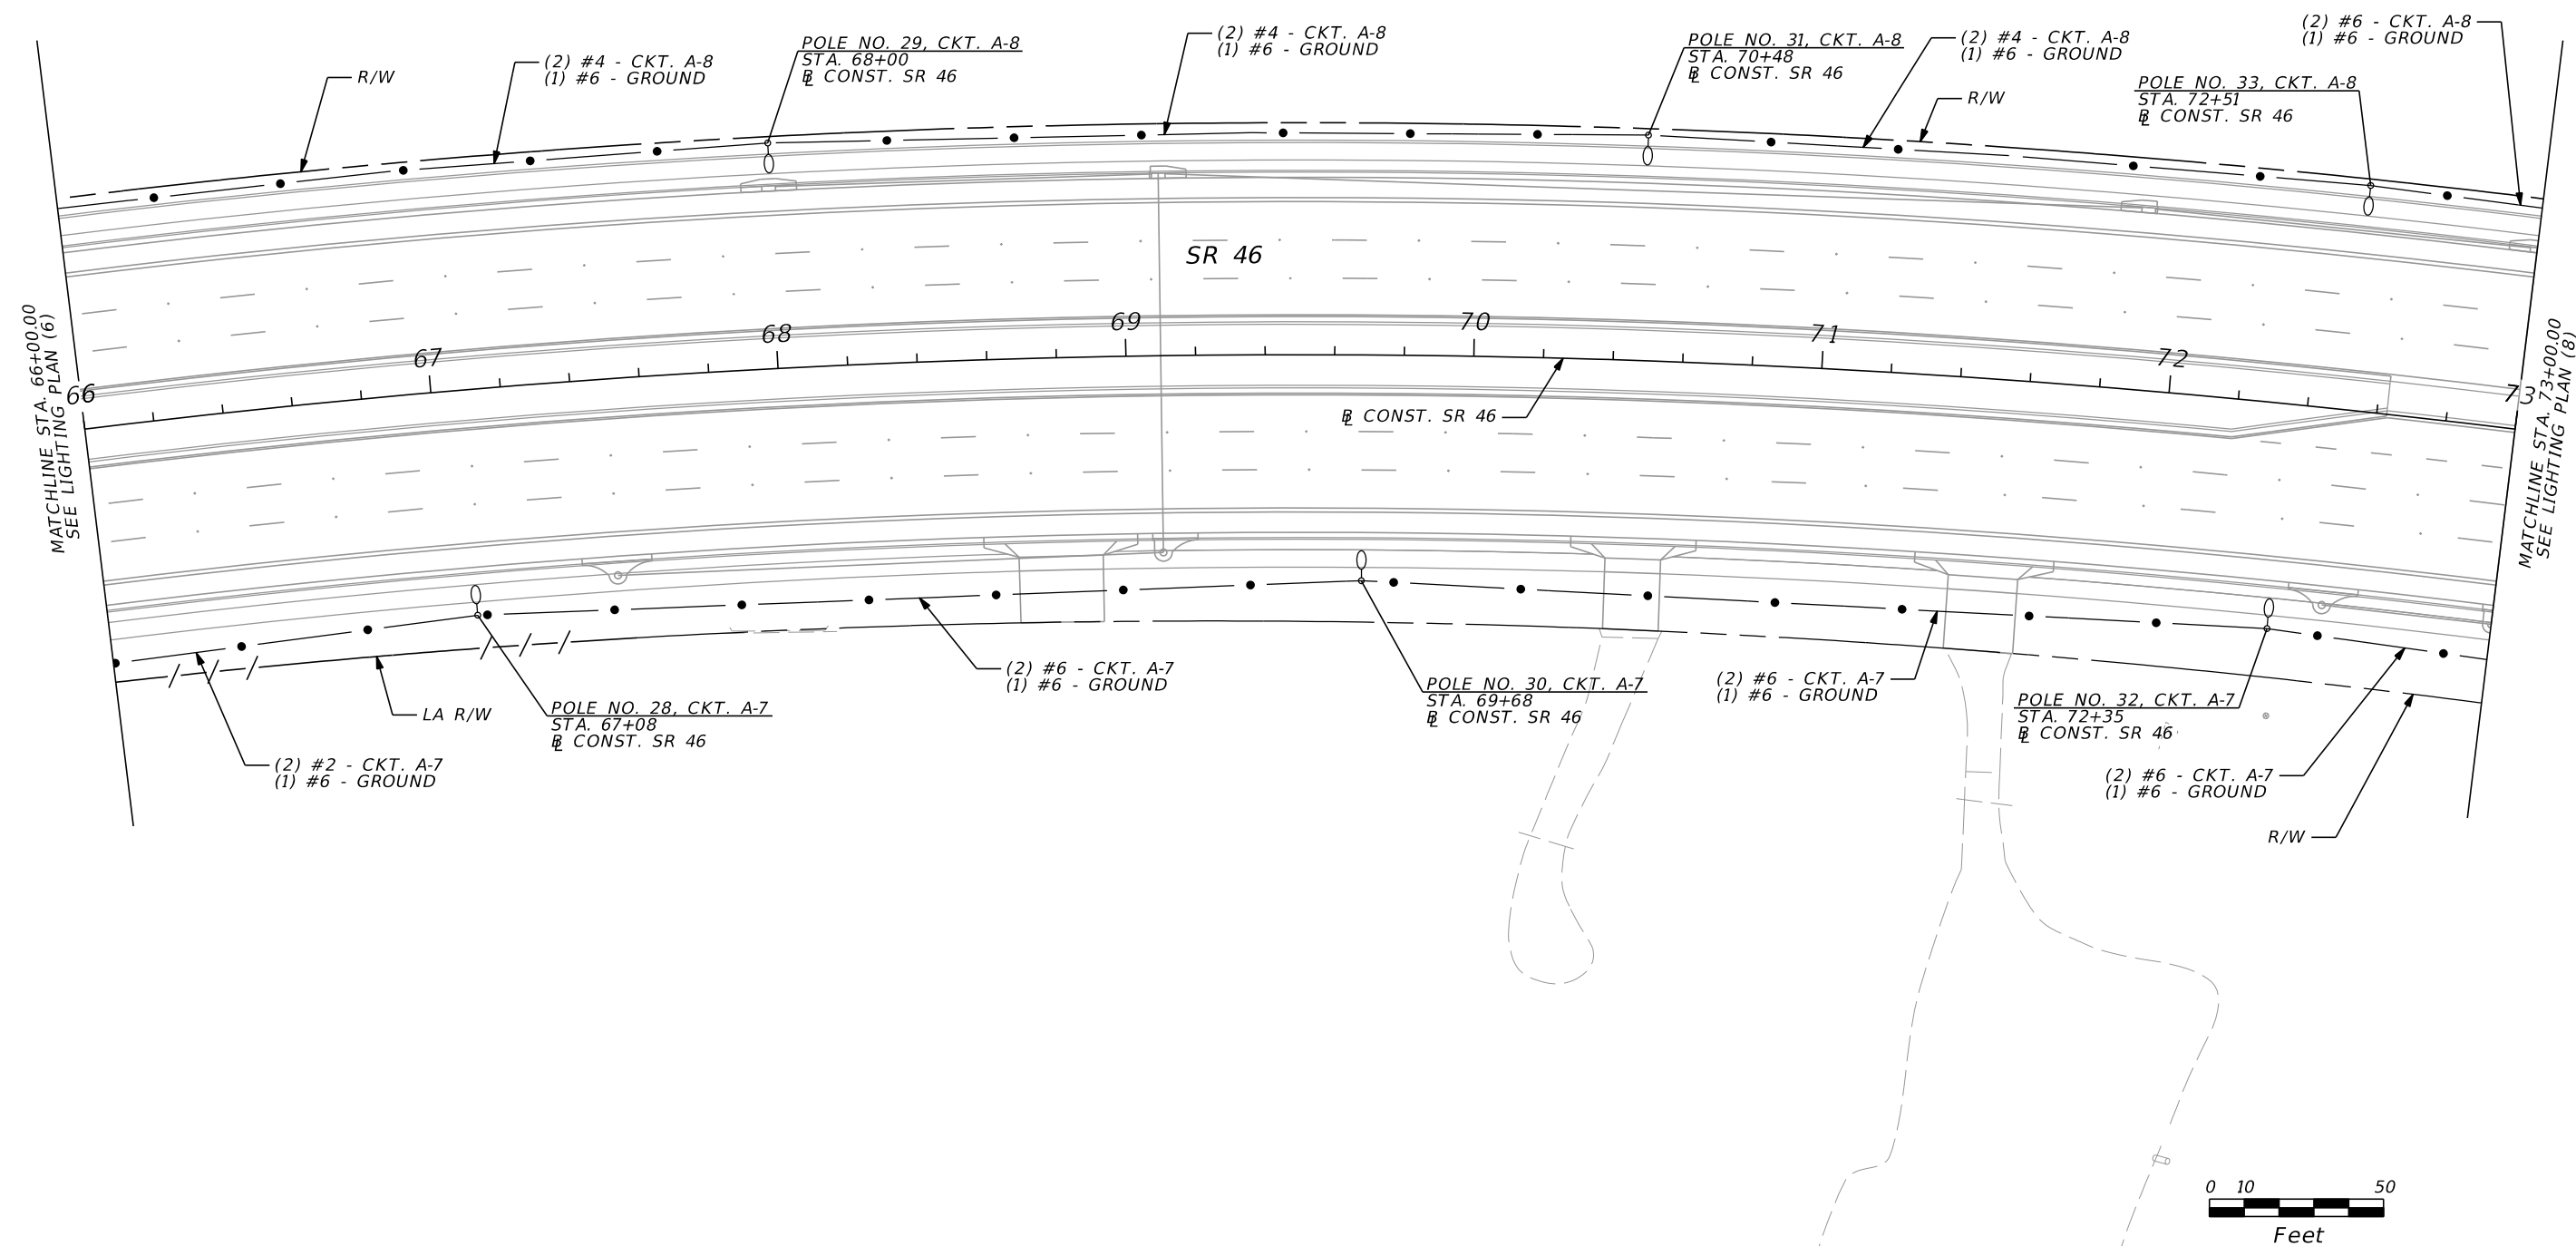 (2) #6 - CKT. A-8
(1) #6 - GROUND
(2) #4 - CKT. A-8
(1) #6 - GROUND
(2) #4 - CKT. A-8
(1) #6 - GROUND
POLE NO. 31, CKT. A-8
STA. 70+48
BL CONST. SR 46
POLE NO. 29, CKT. A-8
STA. 68+00
BL CONST. SR 46
(2) #4 - CKT. A-8
(1) #6 - GROUND
R/W
POLE NO. 33, CKT. A-8
STA. 72+51
BL CONST. SR 46
R/W
SR 46
MATCHLINE STA. 66+00.00
SEE LIGHTING PLAN (6)
66
67
68
69
70
71
72
73
MATCHLINE STA. 73+00.00
SEE LIGHTING PLAN (8)
BL CONST. SR 46
(2) #6 - CKT. A-7
(1) #6 - GROUND
(2) #6 - CKT. A-7
(1) #6 - GROUND
POLE NO. 30, CKT. A-7
STA. 69+68
BL CONST. SR 46
POLE NO. 32, CKT. A-7
STA. 72+35
BL CONST. SR 46
LA R/W
POLE NO. 28, CKT. A-7
STA. 67+08
BL CONST. SR 46
(2) #2 - CKT. A-7
(1) #6 - GROUND
(2) #6 - CKT. A-7
(1) #6 - GROUND
R/W
0 10 50
Feet